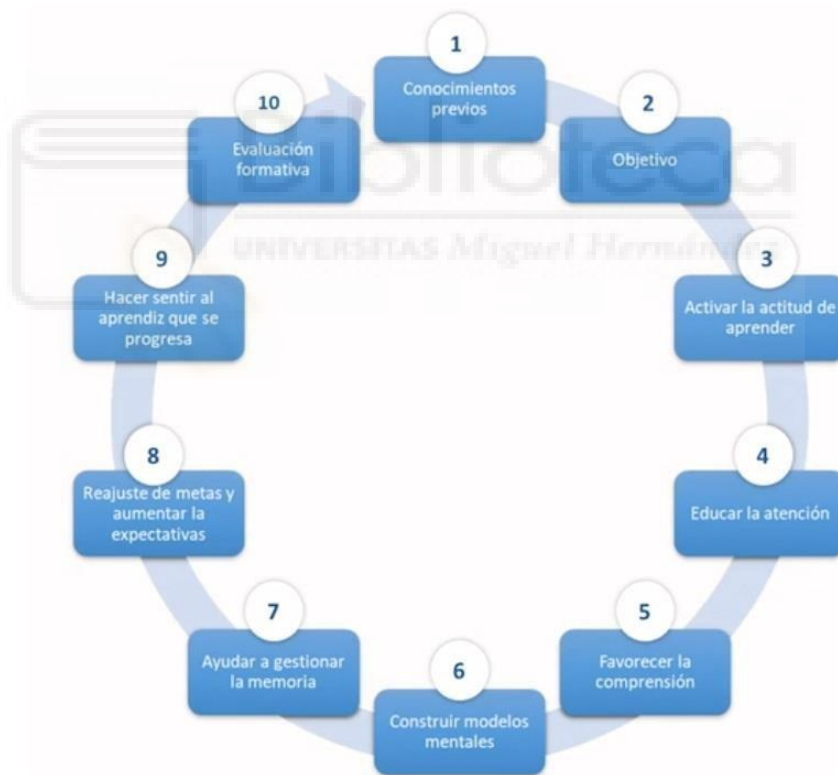 1
Conocimientos
previos
2
Objetivo
3
Activar la actitud de
aprender
4
Educar la atención
5
Favorecer la
comprensión
6
Construir modelos
mentales
7
Ayudar a gestionar
la memoria
8
Reajuste de metas y
aumentar la
expectativas
9
Hacer sentir al
aprendiz que se
progresa
10
Evaluación
formativa
Biblioteca
UNIVERSITAS Miguel Hernández